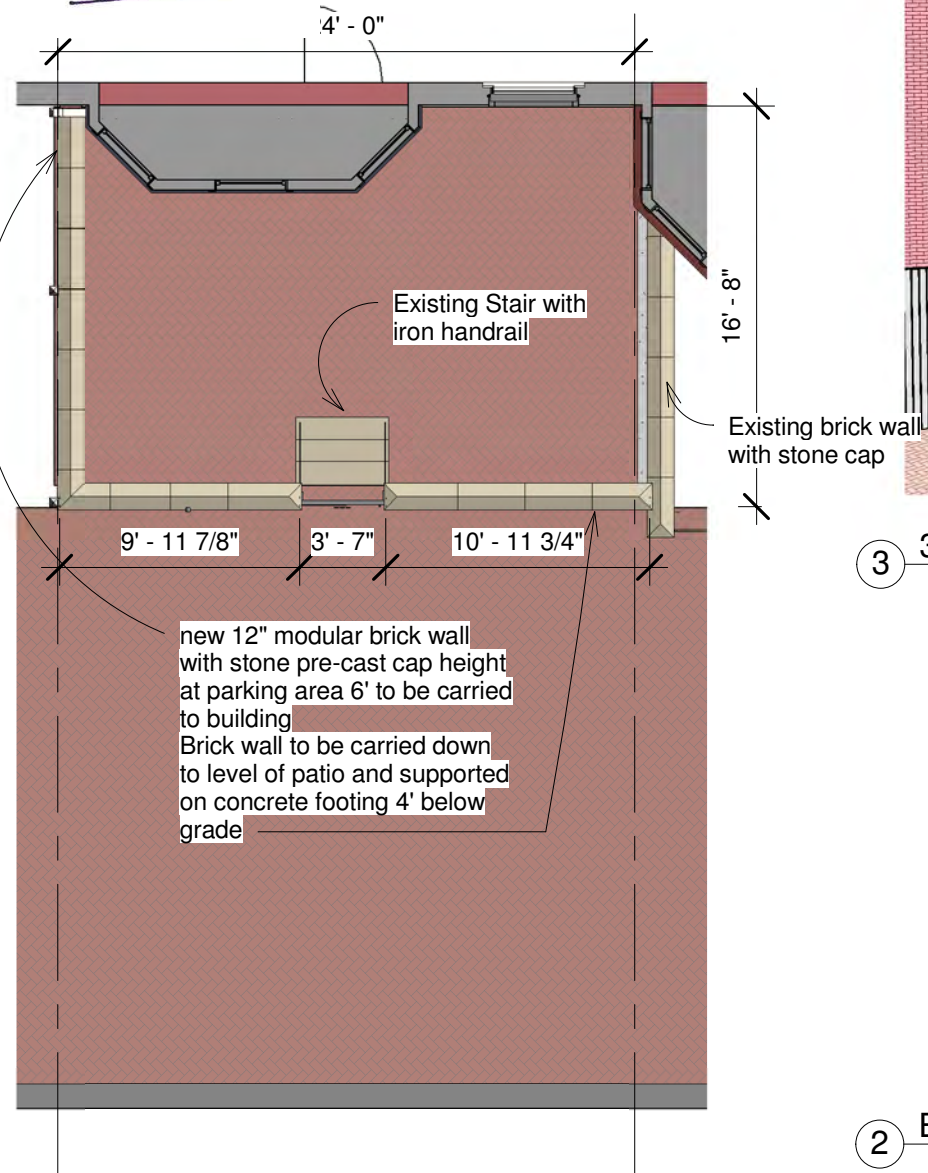 4' - 0"
16' - 8"
Existing Stair with
iron handrail
Existing brick wall
with stone cap
9' - 11 7/8"
3' - 7"
10' - 11 3/4"
new 12" modular brick wall
with stone pre-cast cap height
at parking area 6' to be carried
to building
Brick wall to be carried down
to level of patio and supported
on concrete footing 4' below
grade
3
2